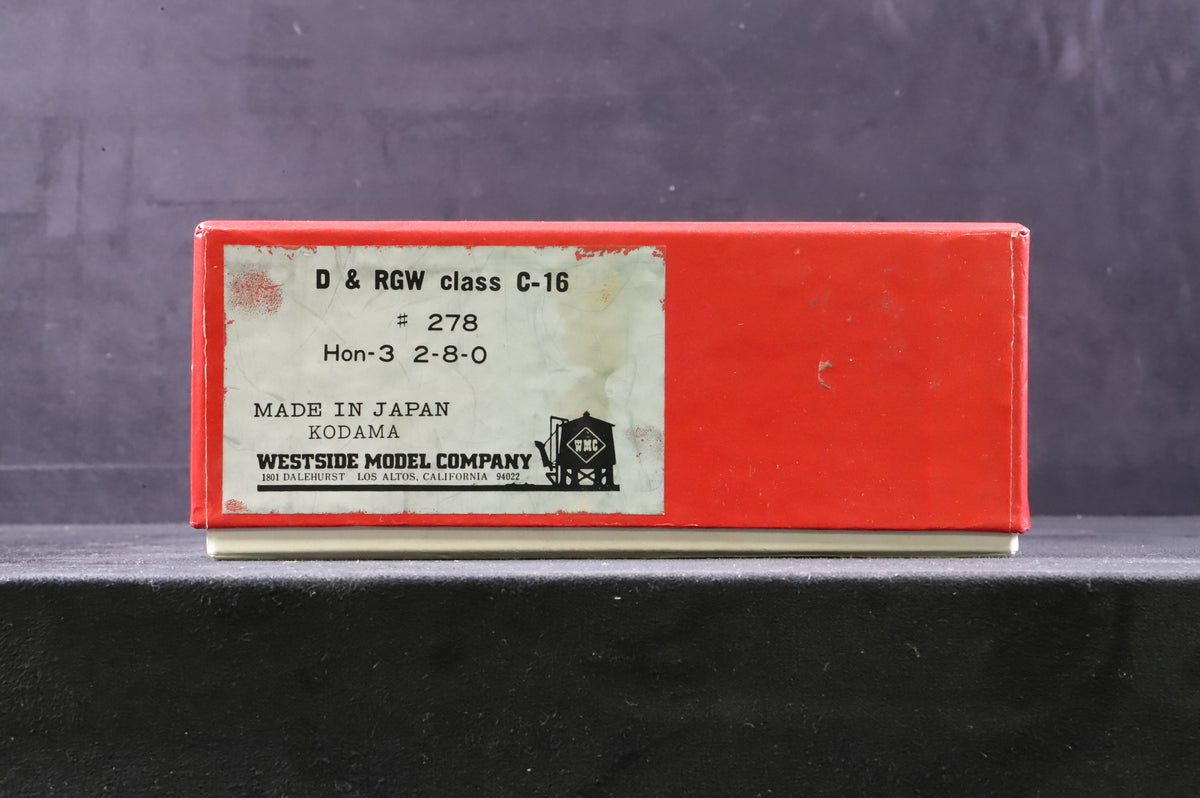 D & RGW class C-16
# 278
Hon-3 2-8-0
MADE IN JAPAN
KODAMA
WMC
WESTSIDE MODEL COMPANY
1801 DALEHURST LOS ALTOS, CALIFORNIA 94022